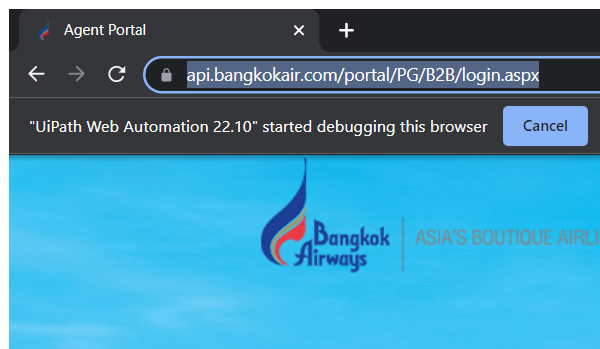 Agent Portal
api.bangkokair.com/portal/PG/B2B/login.aspx
"UiPath Web Automation 22.10" started debugging this browser
Cancel
Bangkok
Airways
ASIA'S BOUTIQUE